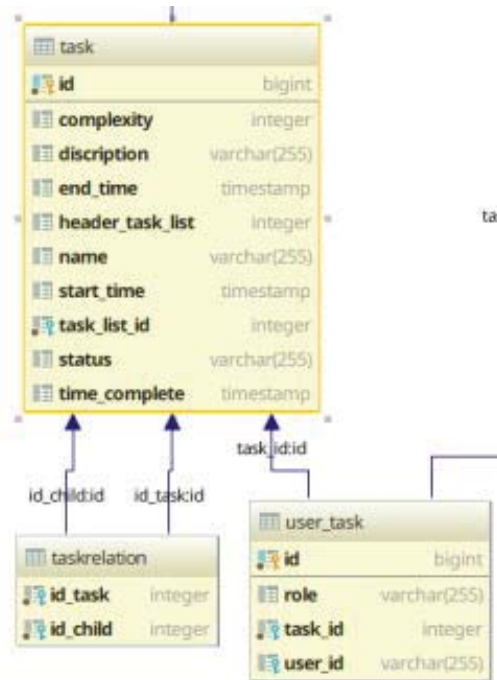 task
id bigint
complexity integer
discription varchar(255)
end_time timestamp
header_task_list integer
name varchar(255)
start_time timestamp
task_list_id integer
status varchar(255)
time_complete timestamp
ta
task_id:id
id_child:id id_task:id
user_task
id bigint
role varchar(255)
task_id integer
user_id varchar(255)
taskrelation
id_task integer
id_child integer